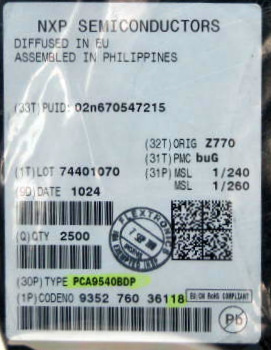 NXP SEMICONDUCTORS
DIFFUSED IN EU
ASSEMBLED IN PHILIPPINES
(33T) PUID: 02n670547215
(32T) ORIG Z770
(31T) PMC buG
(1T) LOT 74401070 (31P) MSL 1/240
MSL 1/260
(9D) DATE 1024
FLEXTRONICS
(Q) QTY 2500
(30P) TYPE PCA9540BDP
(1P) CODENO 9352 760 36118
EU/CN RoHS COMPLIANT
Pb